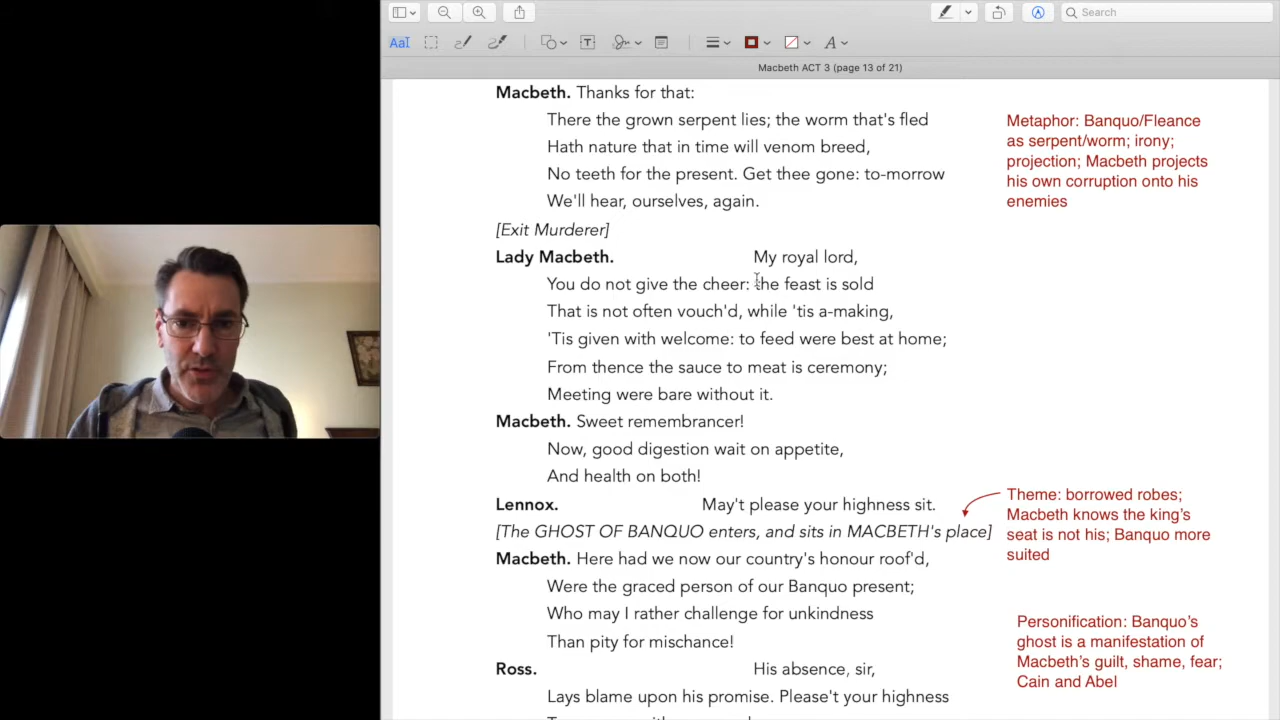 Search
AaI
T
A
Macbeth ACT 3 (page 13 of 21)
Macbeth. Thanks for that:
There the grown serpent lies; the worm that's fled
Hath nature that in time will venom breed,
No teeth for the present. Get thee gone: to-morrow
We'll hear, ourselves, again.
[Exit Murderer]
Lady Macbeth. My royal lord,
You do not give the cheer: the feast is sold
That is not often vouch'd, while 'tis a-making,
'Tis given with welcome: to feed were best at home;
From thence the sauce to meat is ceremony;
Meeting were bare without it.
Macbeth. Sweet remembrancer!
Now, good digestion wait on appetite,
And health on both!
Lennox. May't please your highness sit.
[The GHOST OF BANQUO enters, and sits in MACBETH's place]
Macbeth. Here had we now our country's honour roof'd,
Were the graced person of our Banquo present;
Who may I rather challenge for unkindness
Than pity for mischance!
Ross. His absence, sir,
Lays blame upon his promise. Please't your highness
Metaphor: Banquo/Fleance
as serpent/worm; irony;
projection; Macbeth projects
his own corruption onto his
enemies
Theme: borrowed robes;
Macbeth knows the king's
seat is not his; Banquo more
suited
Personification: Banquo's
ghost is a manifestation of
Macbeth's guilt, shame, fear;
Cain and Abel